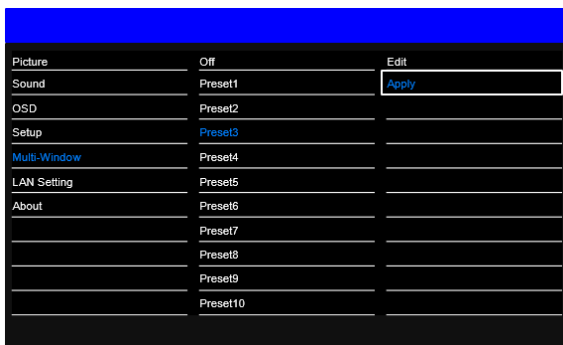 Picture Off Edit
Sound Preset1 Apply
OSD Preset2
Setup Preset3
Multi-Window Preset4
LAN Setting Preset5
About Preset6
Preset7
Preset8
Preset9
Preset10